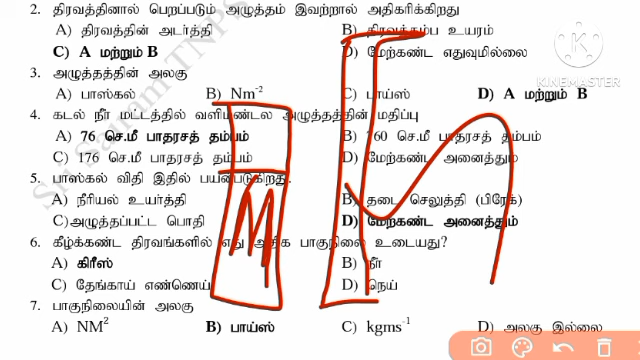 2. திரவத்தினால் பெறப்படும் அழுத்தம் இவற்றால் அதிகரிக்கிறது
A) திரவத்தின் அடர்த்தி B) திரவத்தம்ப உயரம்
C) A மற்றும் B D) மேற்கண்ட எதுவுமில்லை
3. அழுத்தத்தின் அலகு
A) பாஸ்கல் B) Nm⁻² C) பாய்ஸ் D) A மற்றும் B
4. கடல் நீர் மட்டத்தில் வளிமண்டல அழுத்தத்தின் மதிப்பு
A) 76 செ.மீ பாதரசத் தம்பம் B) 760 செ.மீ பாதரசத் தம்பம்
C) 176 செ.மீ பாதரசத் தம்பம் D) மேற்கண்ட அனைத்தும்
5. பாஸ்கல் விதி இதில் பயன்படுகிறது.
A) நீரியல் உயர்த்தி B) தடை செலுத்தி (பிரேக்)
C) அழுத்தப்பட்ட பொதி D) மேற்கண்ட அனைத்தும்
6. கீழ்க்கண்ட திரவங்களில் எது அதிக பாகுநிலை உடையது?
A) கிரீஸ் B) நீர்
C) தேங்காய் எண்ணெய் D) நெய்
7. பாகுநிலையின் அலகு
A) NM² B) பாய்ஸ் C) kgms⁻¹ D) அலகு இல்லை
KINEMASTER